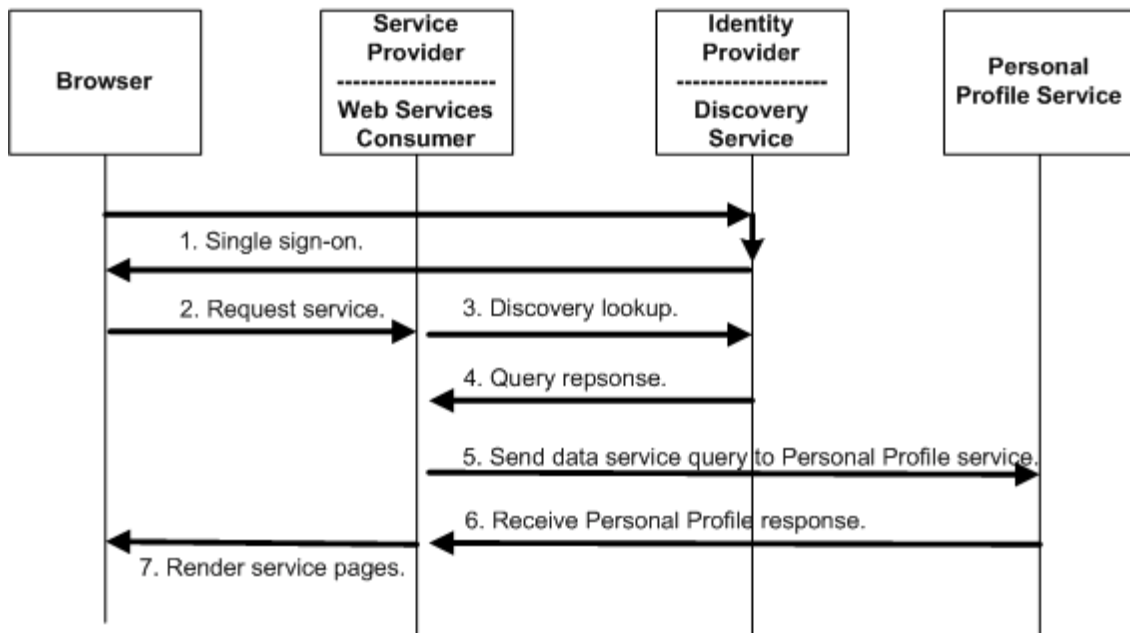 Browser
Service
Provider
---------------------
Web Services
Consumer
Identity
Provider
---------------------
Discovery
Service
Personal
Profile Service
1. Single sign-on.
2. Request service.
3. Discovery lookup.
4. Query repsonse.
5. Send data service query to Personal Profile service.
6. Receive Personal Profile response.
7. Render service pages.